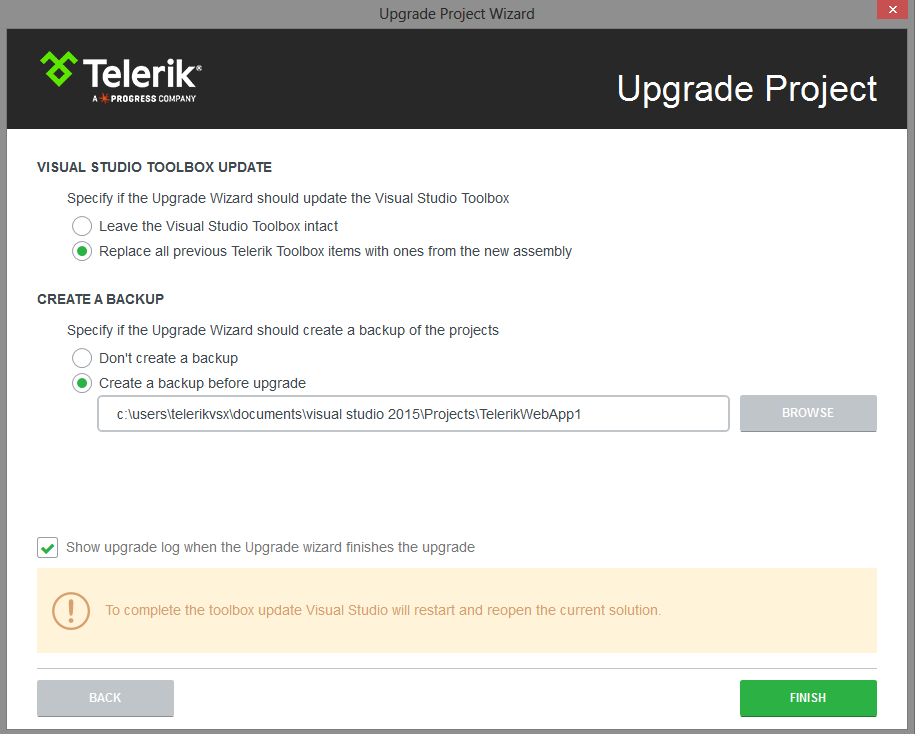 Upgrade Project Wizard
Telerik®
A PROGRESS COMPANY
Upgrade Project
VISUAL STUDIO TOOLBOX UPDATE
Specify if the Upgrade Wizard should update the Visual Studio Toolbox
Leave the Visual Studio Toolbox intact
Replace all previous Telerik Toolbox items with ones from the new assembly
CREATE A BACKUP
Specify if the Upgrade Wizard should create a backup of the projects
Don't create a backup
Create a backup before upgrade
c:\users\telerikvsx\documents\visual studio 2015\Projects\TelerikWebApp1
BROWSE
Show upgrade log when the Upgrade wizard finishes the upgrade
To complete the toolbox update Visual Studio will restart and reopen the current solution.
BACK
FINISH